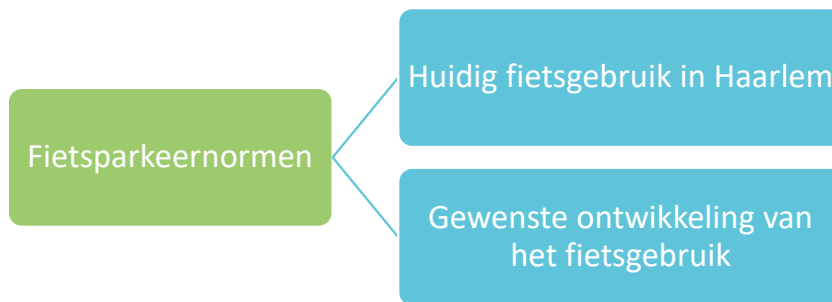 Huidig fietsgebruik in Haarlem
Fietsparkeernormen
Gewenste ontwikkeling van
het fietsgebruik